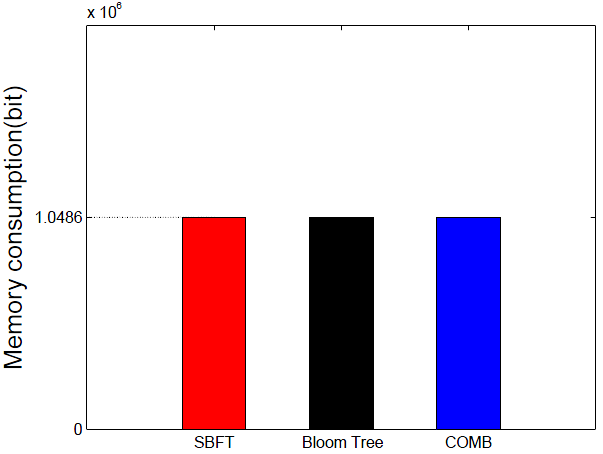 x 10^6
Memory consumption(bit)
1.0486
0
SBFT Bloom Tree COMB